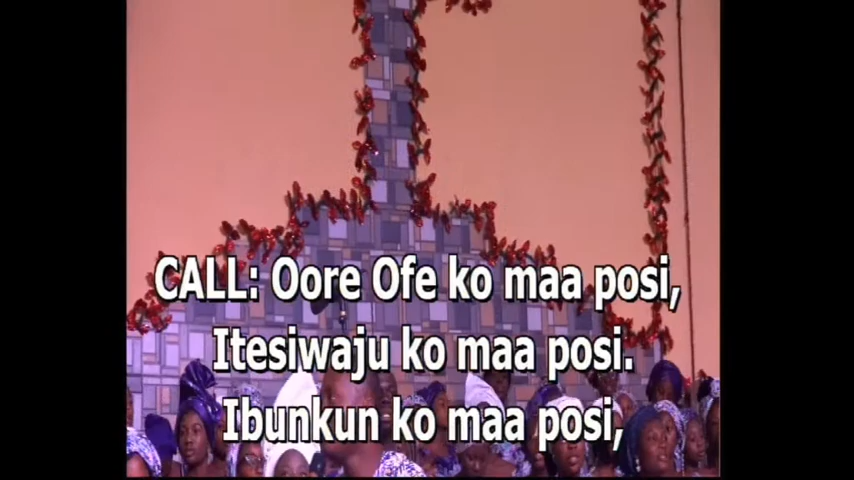 CALL: Oore Ofe ko maa posi,
Itesiwaju ko maa posi.
Ibunkun ko maa posi,